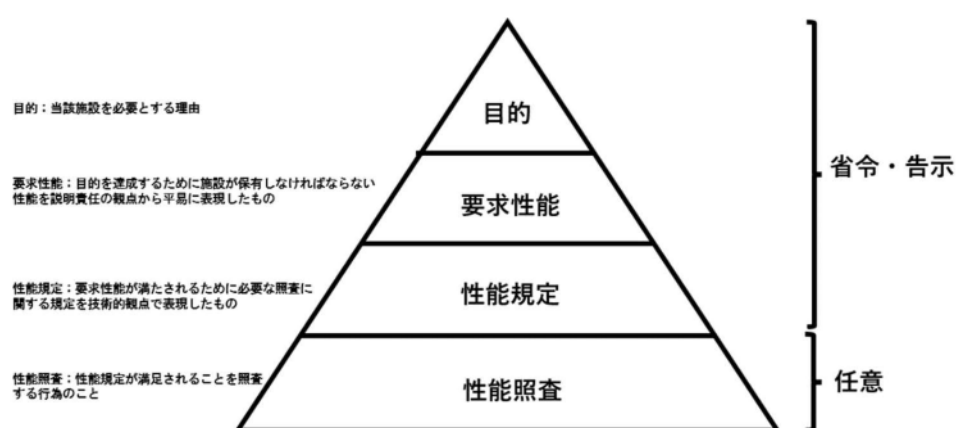 目的
目的：当該施設を必要とする理由
省令・告示
要求性能：目的を達成するために施設が保有しなければならない
性能を説明責任の観点から平易に表現したもの
要求性能
性能規定：要求性能が満たされるために必要な照査に
関する規定を技術的観点で表現したもの
性能規定
性能照査：性能規定が満足されることを照査
する行為のこと
性能照査
任意